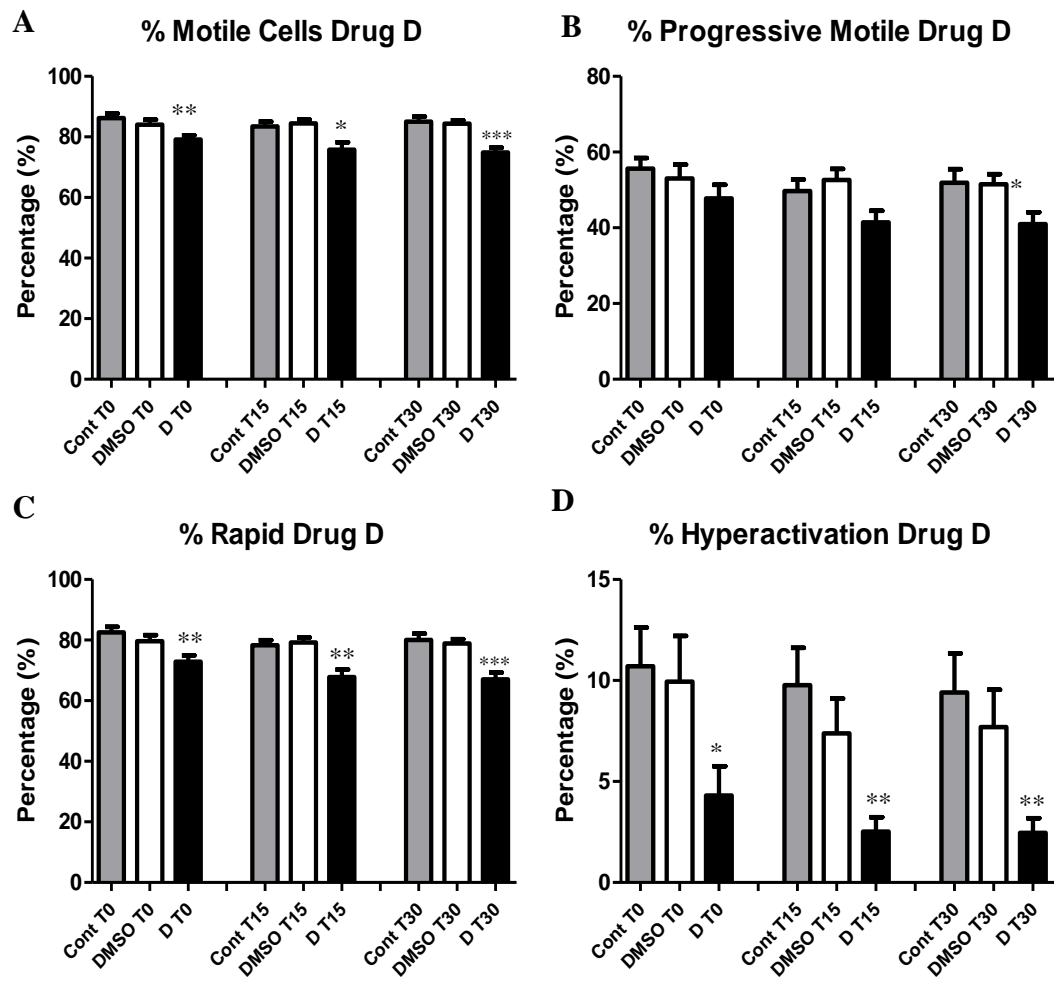 A
% Motile Cells Drug D
Percentage (%)
100
80
60
40
20
0
**
*
***
Cont T0
DMSO T0
D T0
Cont T15
DMSO T15
D T15
Cont T30
DMSO T30
D T30
B
% Progressive Motile Drug D
Percentage (%)
80
60
40
20
0
*
Cont T0
DMSO T0
D T0
Cont T15
DMSO T15
D T15
Cont T30
DMSO T30
D T30
C
% Rapid Drug D
Percentage (%)
100
80
60
40
20
0
**
**
***
Cont T0
DMSO T0
D T0
Cont T15
DMSO T15
D T15
Cont T30
DMSO T30
D T30
D
% Hyperactivation Drug D
Percentage (%)
15
10
5
0
*
**
**
Cont T0
DMSO T0
D T0
Cont T15
DMSO T15
D T15
Cont T30
DMSO T30
D T30